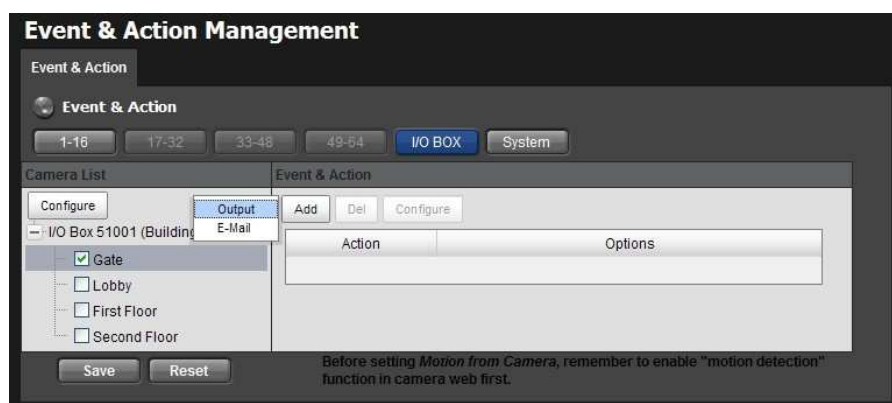 Event & Action Management
Event & Action
Event & Action
1-16 17-32 33-48 49-64 I/O BOX System
Camera List Event & Action
Configure Output Add Del Configure
E-Mail
I/O Box 51001 (Building
Action Options
Gate
Lobby
First Floor
Second Floor
Save Reset
Before setting Motion from Camera, remember to enable "motion detection"
function in camera web first.